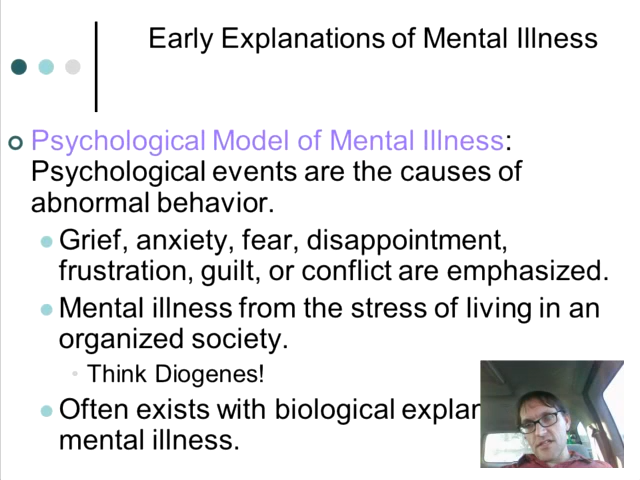 Early Explanations of Mental Illness
Psychological Model of Mental Illness:
Psychological events are the causes of
abnormal behavior.
Grief, anxiety, fear, disappointment,
frustration, guilt, or conflict are emphasized.
Mental illness from the stress of living in an
organized society.
Think Diogenes!
Often exists with biological
mental illness.